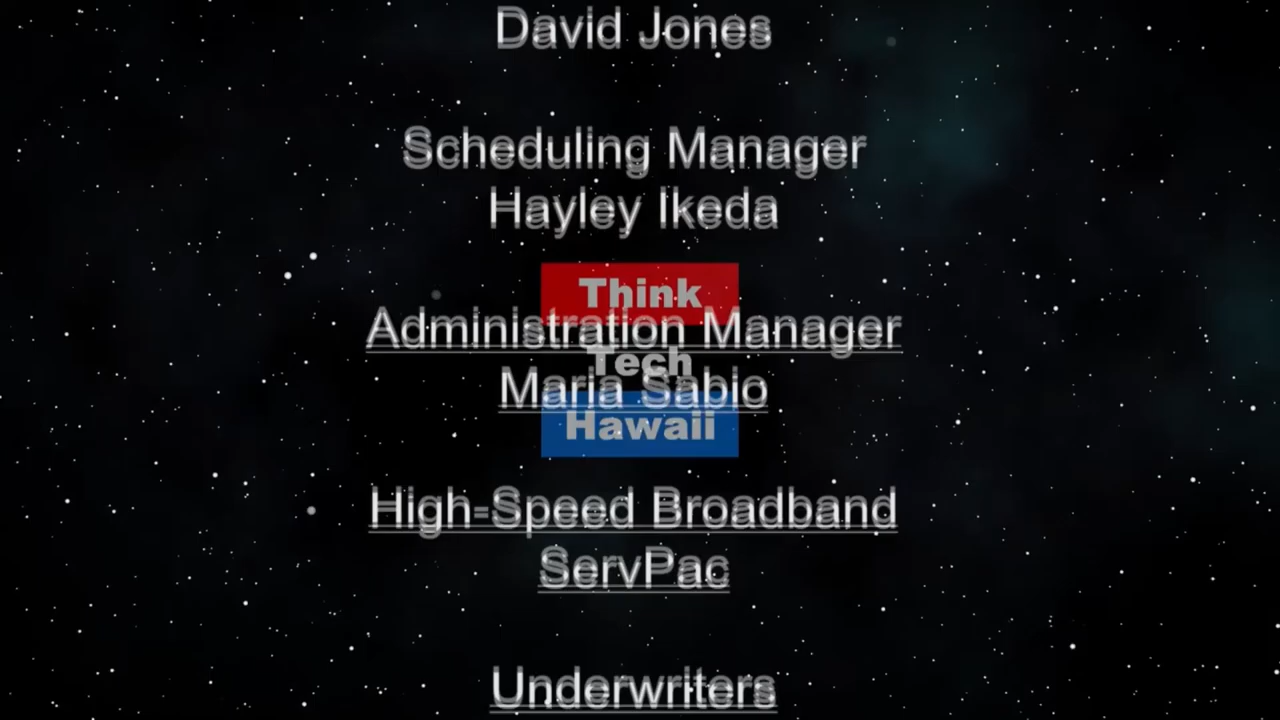 David Jones
Scheduling Manager
Hayley Ikeda
Think
Administration Manager
Tech
Maria Sabio
Hawaii
High-Speed Broadband
ServPac
Underwriters